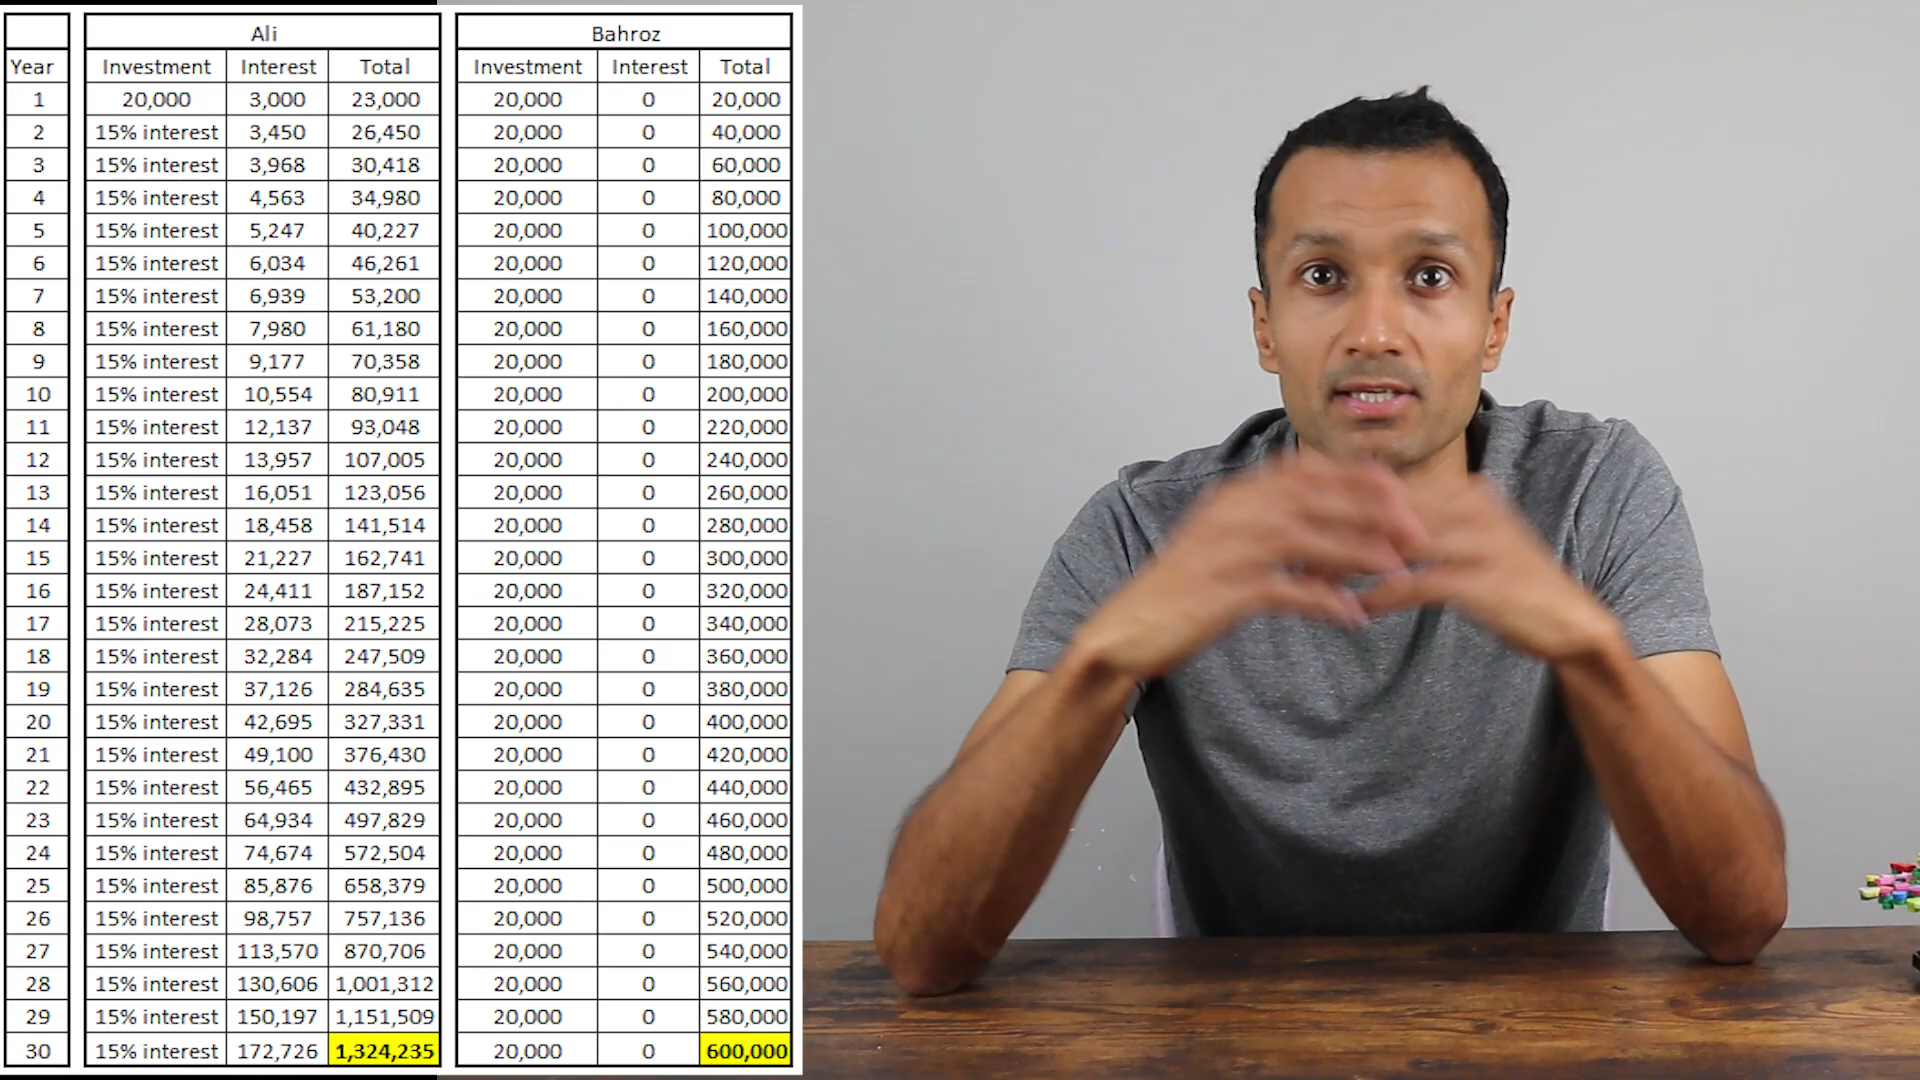 Ali Bahroz
Year Investment Interest Total Investment Interest Total
1 20,000 3,000 23,000 20,000 0 20,000
2 15% interest 3,450 26,450 20,000 0 40,000
3 15% interest 3,968 30,418 20,000 0 60,000
4 15% interest 4,563 34,980 20,000 0 80,000
5 15% interest 5,247 40,227 20,000 0 100,000
6 15% interest 6,034 46,261 20,000 0 120,000
7 15% interest 6,939 53,200 20,000 0 140,000
8 15% interest 7,980 61,180 20,000 0 160,000
9 15% interest 9,177 70,358 20,000 0 180,000
10 15% interest 10,554 80,911 20,000 0 200,000
11 15% interest 12,137 93,048 20,000 0 220,000
12 15% interest 13,957 107,005 20,000 0 240,000
13 15% interest 16,051 123,056 20,000 0 260,000
14 15% interest 18,458 141,514 20,000 0 280,000
15 15% interest 21,227 162,741 20,000 0 300,000
16 15% interest 24,411 187,152 20,000 0 320,000
17 15% interest 28,073 215,225 20,000 0 340,000
18 15% interest 32,284 247,509 20,000 0 360,000
19 15% interest 37,126 284,635 20,000 0 380,000
20 15% interest 42,695 327,331 20,000 0 400,000
21 15% interest 49,100 376,430 20,000 0 420,000
22 15% interest 56,465 432,895 20,000 0 440,000
23 15% interest 64,934 497,829 20,000 0 460,000
24 15% interest 74,674 572,504 20,000 0 480,000
25 15% interest 85,876 658,379 20,000 0 500,000
26 15% interest 98,757 757,136 20,000 0 520,000
27 15% interest 113,570 870,706 20,000 0 540,000
28 15% interest 130,606 1,001,312 20,000 0 560,000
29 15% interest 150,197 1,151,509 20,000 0 580,000
30 15% interest 172,726 1,324,235 20,000 0 600,000